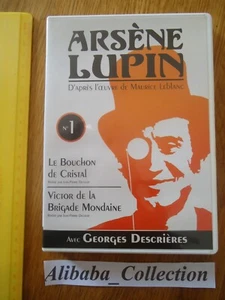 ARSÈNE
LUPIN
D'APRÈS L'ŒUVRE DE MAURICE LEBLANC
N°1
LE BOUCHON
DE CRISTAL
VICTOR DE LA
BRIGADE MONDAINE
AVEC GEORGES DESCRIÈRES
Alibaba_Collection